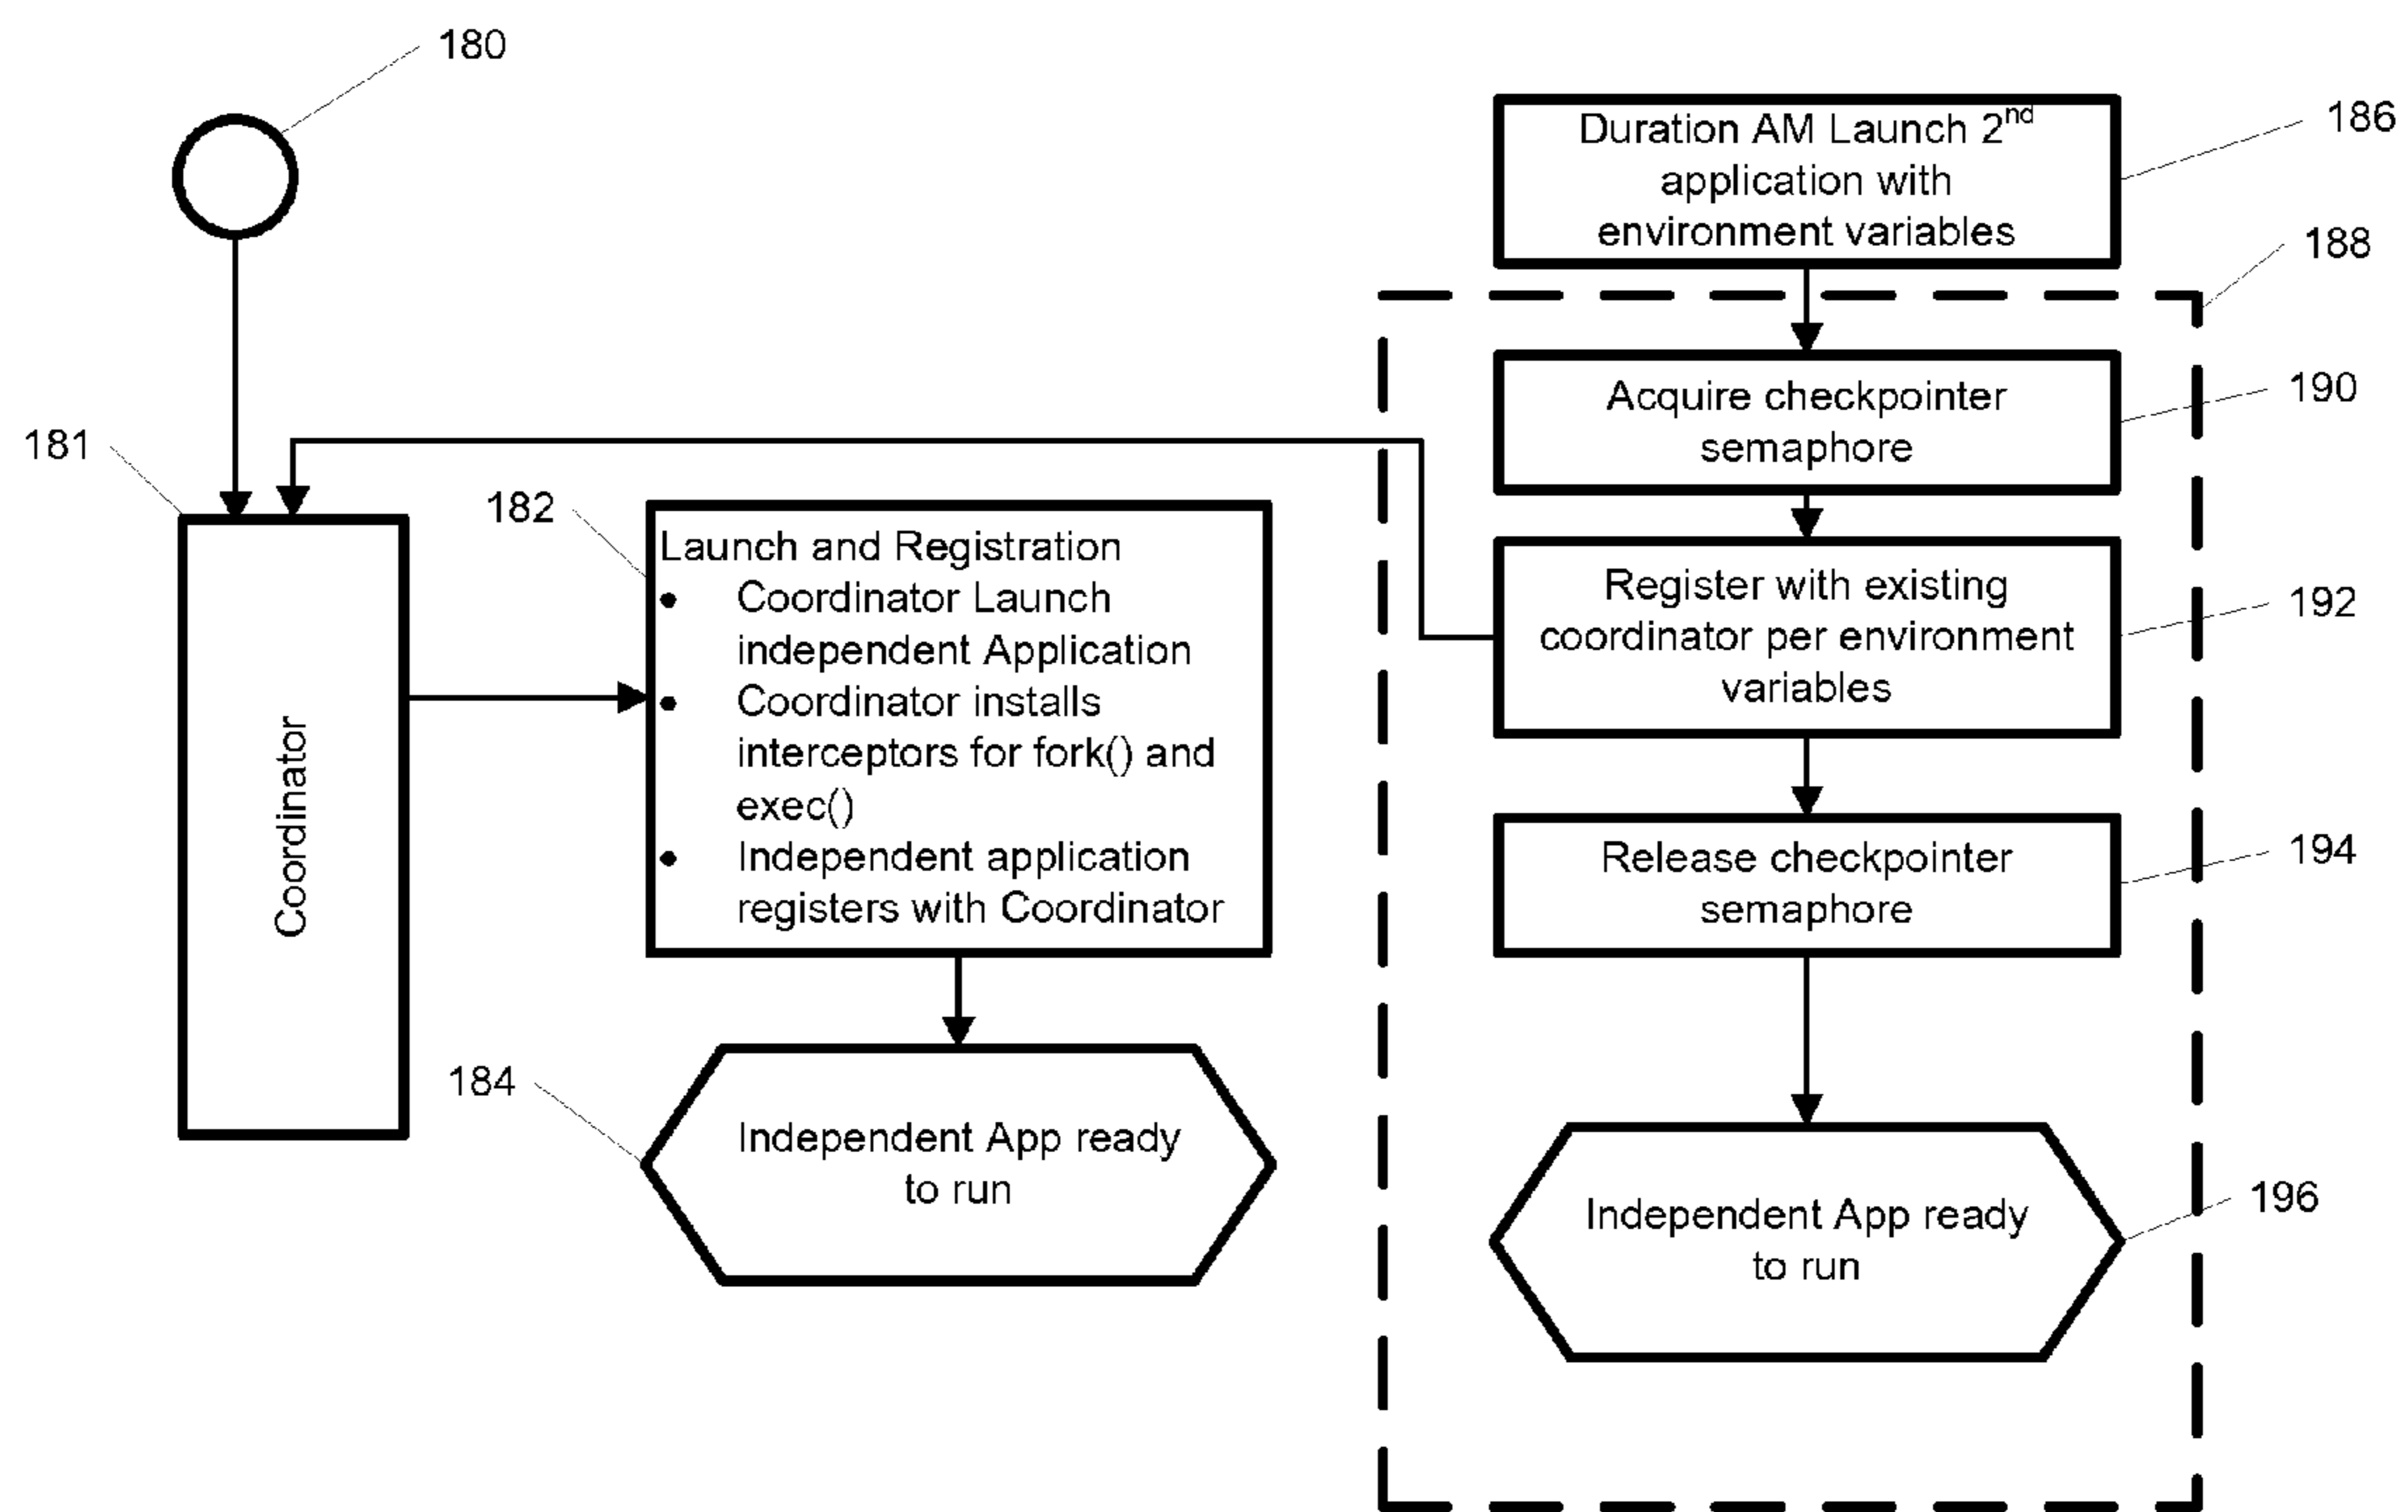 180
Duration AM Launch 2nd
application with
environment variables
186
188
Acquire checkpointer
semaphore
190
181
182
Launch and Registration
• Coordinator Launch
independent Application
• Coordinator installs
interceptors for fork() and
exec()
• Independent application
registers with Coordinator
Register with existing
coordinator per environment
variables
192
Coordinator
Release checkpointer
semaphore
194
184
Independent App ready
to run
Independent App ready
to run
196